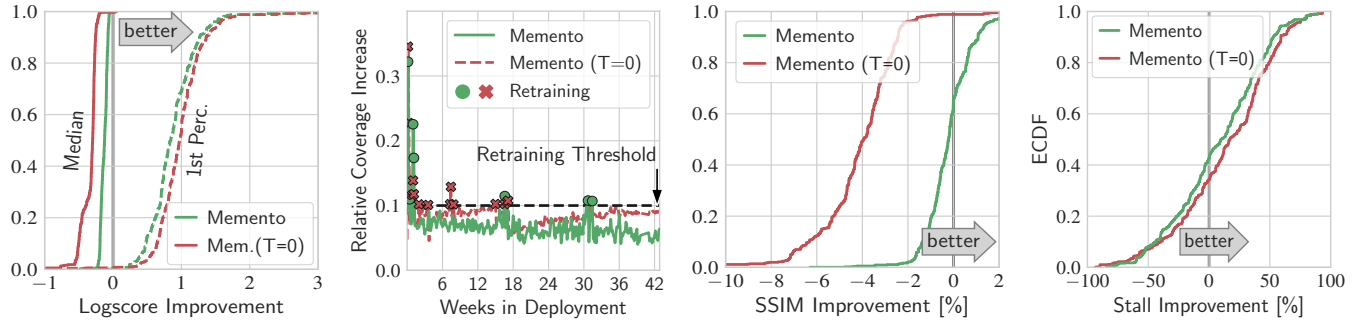 1.0
0.8
0.6
0.4
0.2
0.0
−1
0
1
2
3
Logscore Improvement
better
Median
1st Perc.
Memento
Mem.(T=0)
Relative Coverage Increase
0.3
0.2
0.1
0.0
6
12
18
24
30
36
42
Weeks in Deployment
Memento
Memento (T=0)
Retraining
Retraining Threshold
1.0
0.8
0.6
0.4
0.2
0.0
−10
−8
−6
−4
−2
0
2
SSIM Improvement [%]
Memento
Memento (T=0)
better
ECDF
1.0
0.8
0.6
0.4
0.2
0.0
−100
−50
0
50
100
Stall Improvement [%]
Memento
Memento (T=0)
better